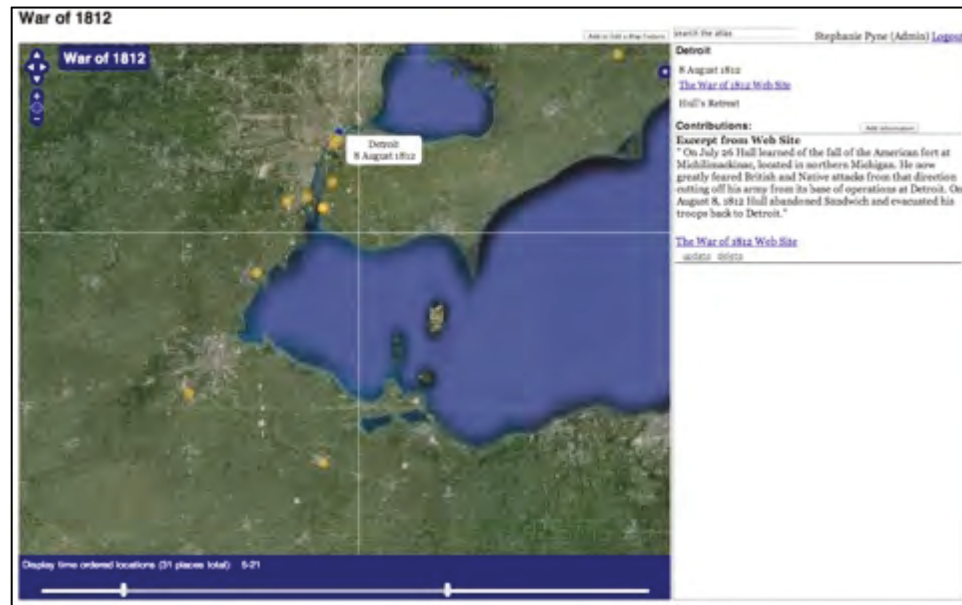 War of 1812
Add or Edit a Map Feature
search the atlas
Stephanie Pyne (Admin) Logout
War of 1812
Detroit
8 August 1812
Detroit
8 August 1812
The War of 1812 Web Site
Hull's Retreat
Contributions:
Add information
Excerpt from Web Site
" On July 26 Hull learned of the fall of the American fort at
Michilimackinac, located in northern Michigan. He now
greatly feared British and Native attacks from that direction
cutting off his army from its base of operations at Detroit. On
August 8, 1812 Hull abandoned Sandwich and evacuated his
troops back to Detroit."
The War of 1812 Web Site
update delete
Display time ordered locations (31 places total) 5-21